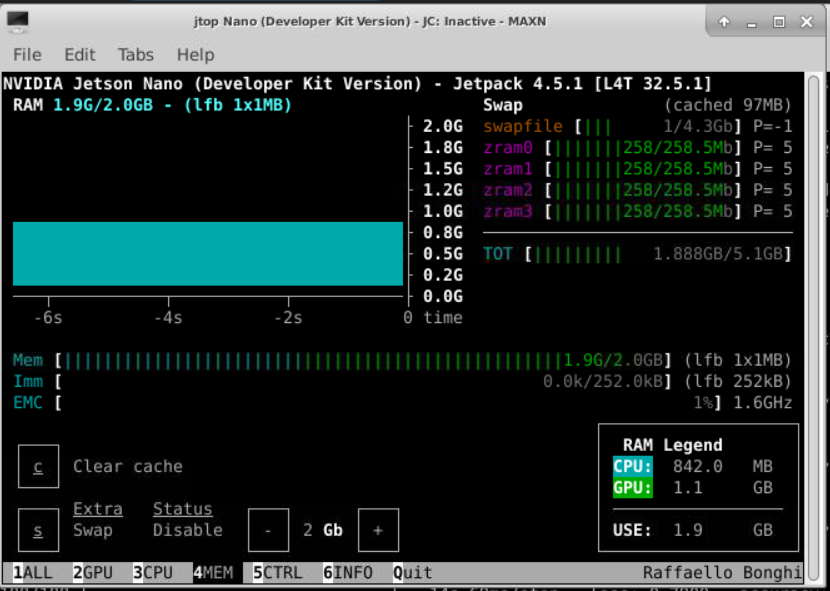 jtop Nano (Developer Kit Version) - JC: Inactive - MAXN
File Edit Tabs Help
NVIDIA Jetson Nano (Developer Kit Version) - Jetpack 4.5.1 [L4T 32.5.1]
RAM 1.9G/2.0GB - (lfb 1x1MB)
2.0G
1.8G
1.5G
1.2G
1.0G
0.8G
0.5G
0.2G
0.0G
-6s -4s -2s 0 time
Swap (cached 97MB)
swapfile [||| 1/4.3Gb] P=-1
zram0 [|||||||258/258.5Mb] P= 5
zram1 [|||||||258/258.5Mb] P= 5
zram2 [|||||||258/258.5Mb] P= 5
zram3 [|||||||258/258.5Mb] P= 5
TOT [||||||||| 1.888GB/5.1GB]
Mem [||||||||||||||||||||||||||||||||||||||||||||||||||1.9G/2.0GB] (lfb 1x1MB)
Imm [ 0.0k/252.0kB] (lfb 252kB)
EMC [ 1%] 1.6GHz
c Clear cache
Extra Status
s Swap Disable - 2 Gb +
RAM Legend
CPU: 842.0 MB
GPU: 1.1 GB
USE: 1.9 GB
1ALL 2GPU 3CPU 4MEM 5CTRL 6INFO Quit Raffaello Bonghi